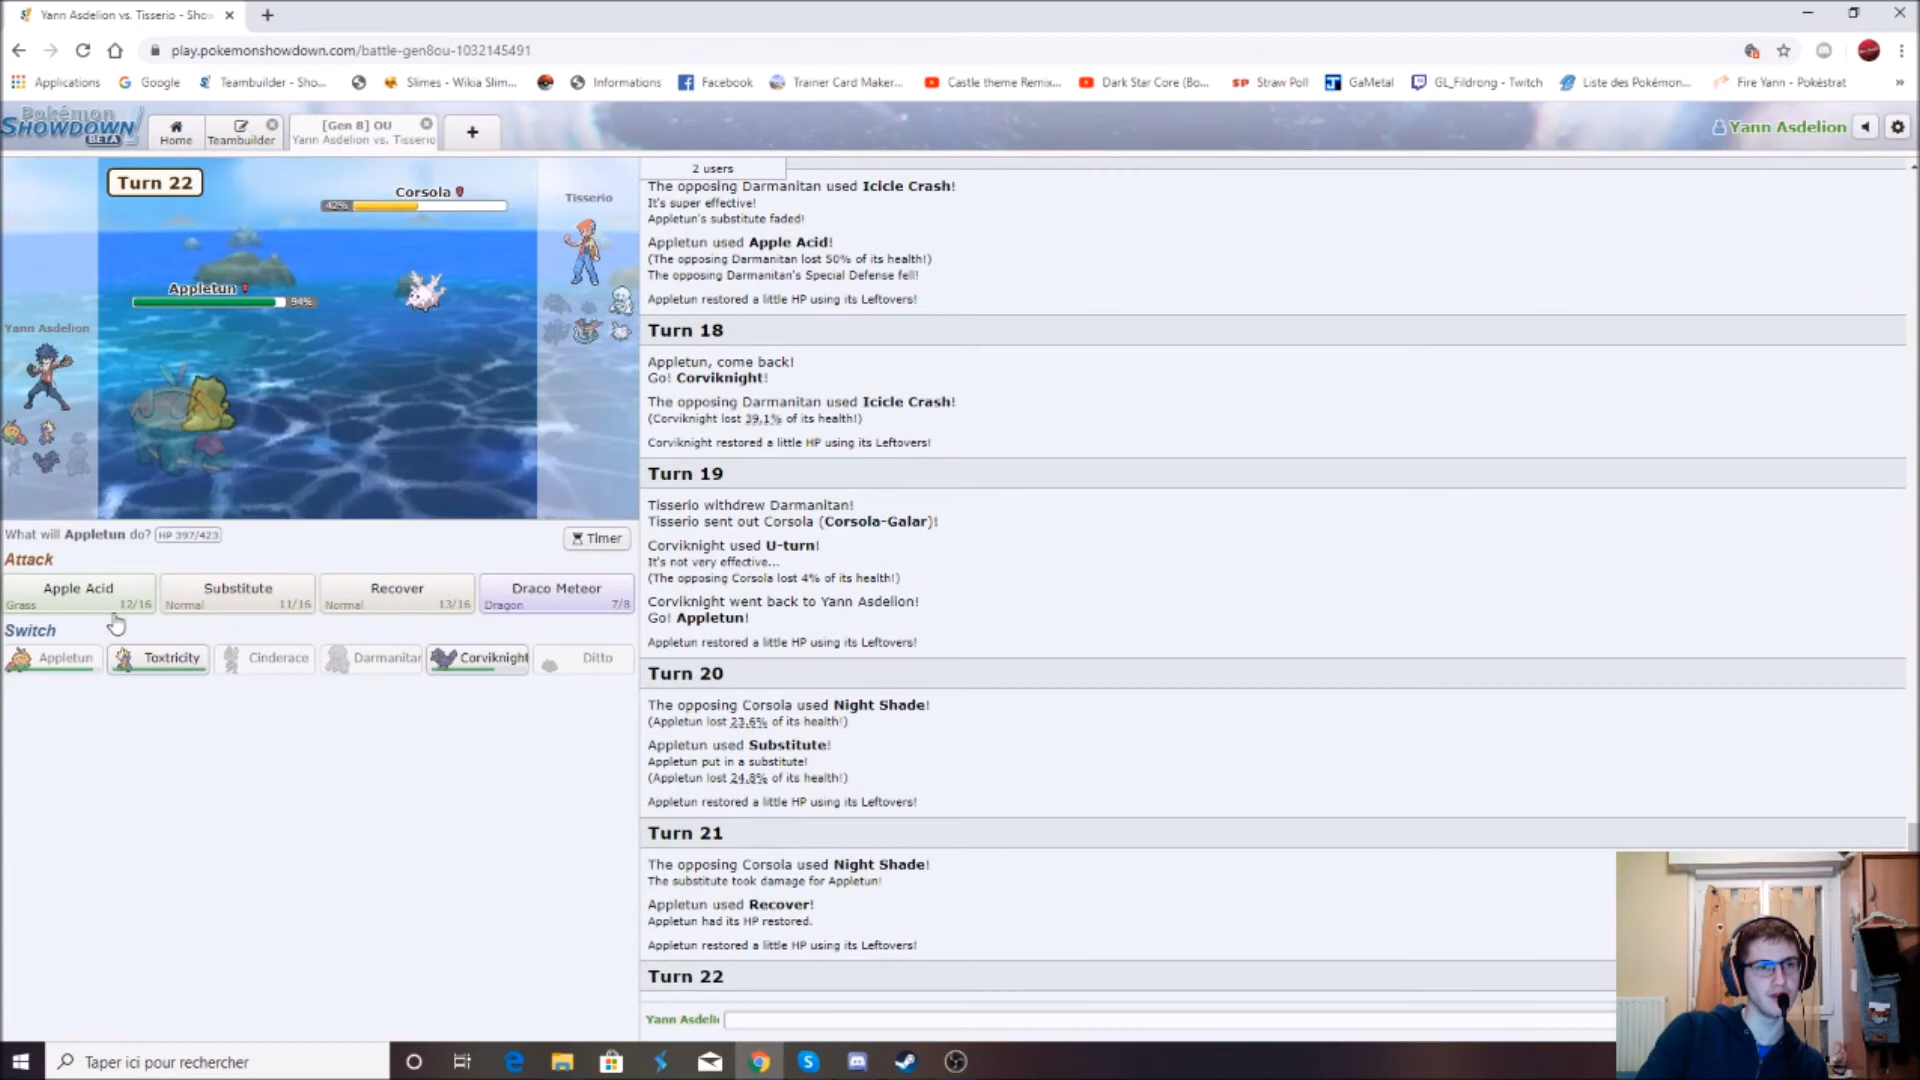 Yann Asdelion vs. Tisserio - Sho
play.pokemonshowdown.com/battle-gen8ou-1032145491
Applications
Google
Teambuilder - Sho...
Slimes - Wikia Slim...
Informations
Facebook
Trainer Card Maker...
Castle theme Remix...
Dark Star Core (Bo...
SP Straw Poll
GaMetal
GL_Fildrong - Twitch
Liste des Pokémon...
Fire Yann - Pokéstrat
»
Pokémon
SHOWDOWN
BETA
Home
Teambuilder
[Gen 8] OU
Yann Asdelion vs. Tisserio
+
Yann Asdelion
2 users
Turn 22
Corsola
42%
Tisserio
Appletun
94%
Yann Asdelion
What will Appletun do? HP 397/423
Timer
Attack
Apple Acid
Grass 12/16
Substitute
Normal 11/16
Recover
Normal 13/16
Draco Meteor
Dragon 7/8
Switch
Appletun
Toxtricity
Cinderace
Darmanitan
Corviknight
Ditto
The opposing Darmanitan used Icicle Crash!
It's super effective!
Appletun's substitute faded!
Appletun used Apple Acid!
(The opposing Darmanitan lost 50% of its health!)
The opposing Darmanitan's Special Defense fell!
Appletun restored a little HP using its Leftovers!
Turn 18
Appletun, come back!
Go! Corviknight!
The opposing Darmanitan used Icicle Crash!
(Corviknight lost 39.1% of its health!)
Corviknight restored a little HP using its Leftovers!
Turn 19
Tisserio withdrew Darmanitan!
Tisserio sent out Corsola (Corsola-Galar)!
Corviknight used U-turn!
It's not very effective...
(The opposing Corsola lost 4% of its health!)
Corviknight went back to Yann Asdelion!
Go! Appletun!
Appletun restored a little HP using its Leftovers!
Turn 20
The opposing Corsola used Night Shade!
(Appletun lost 23.6% of its health!)
Appletun used Substitute!
Appletun put in a substitute!
(Appletun lost 24.8% of its health!)
Appletun restored a little HP using its Leftovers!
Turn 21
The opposing Corsola used Night Shade!
The substitute took damage for Appletun!
Appletun used Recover!
Appletun had its HP restored.
Appletun restored a little HP using its Leftovers!
Turn 22
Yann Asdeli
Taper ici pour rechercher